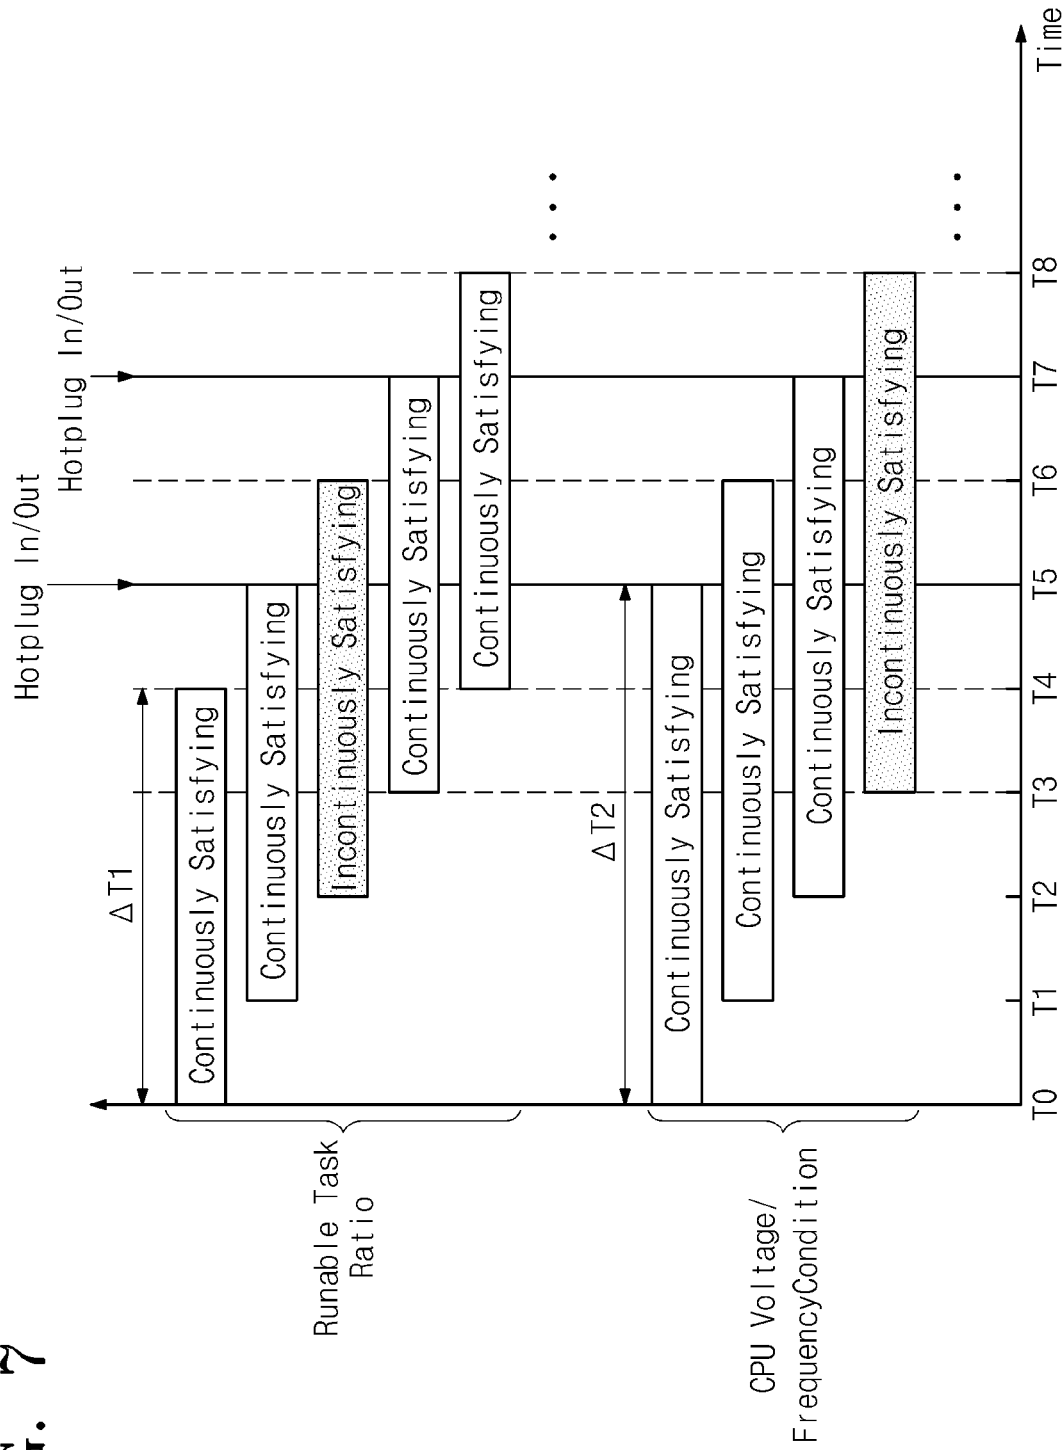 G. 7
Hotplug In/Out
Hotplug In/Out
ΔT1
Runable Task
Ratio
Continuously Satisfying
Continuously Satisfying
Incontinuously Satisfying
Continuously Satisfying
Continuously Satisfying
ΔT2
CPU Voltage/
FrequencyCondition
Continuously Satisfying
Continuously Satisfying
Continuously Satisfying
Incontinuously Satisfying
T0 T1 T2 T3 T4 T5 T6 T7 T8 Time